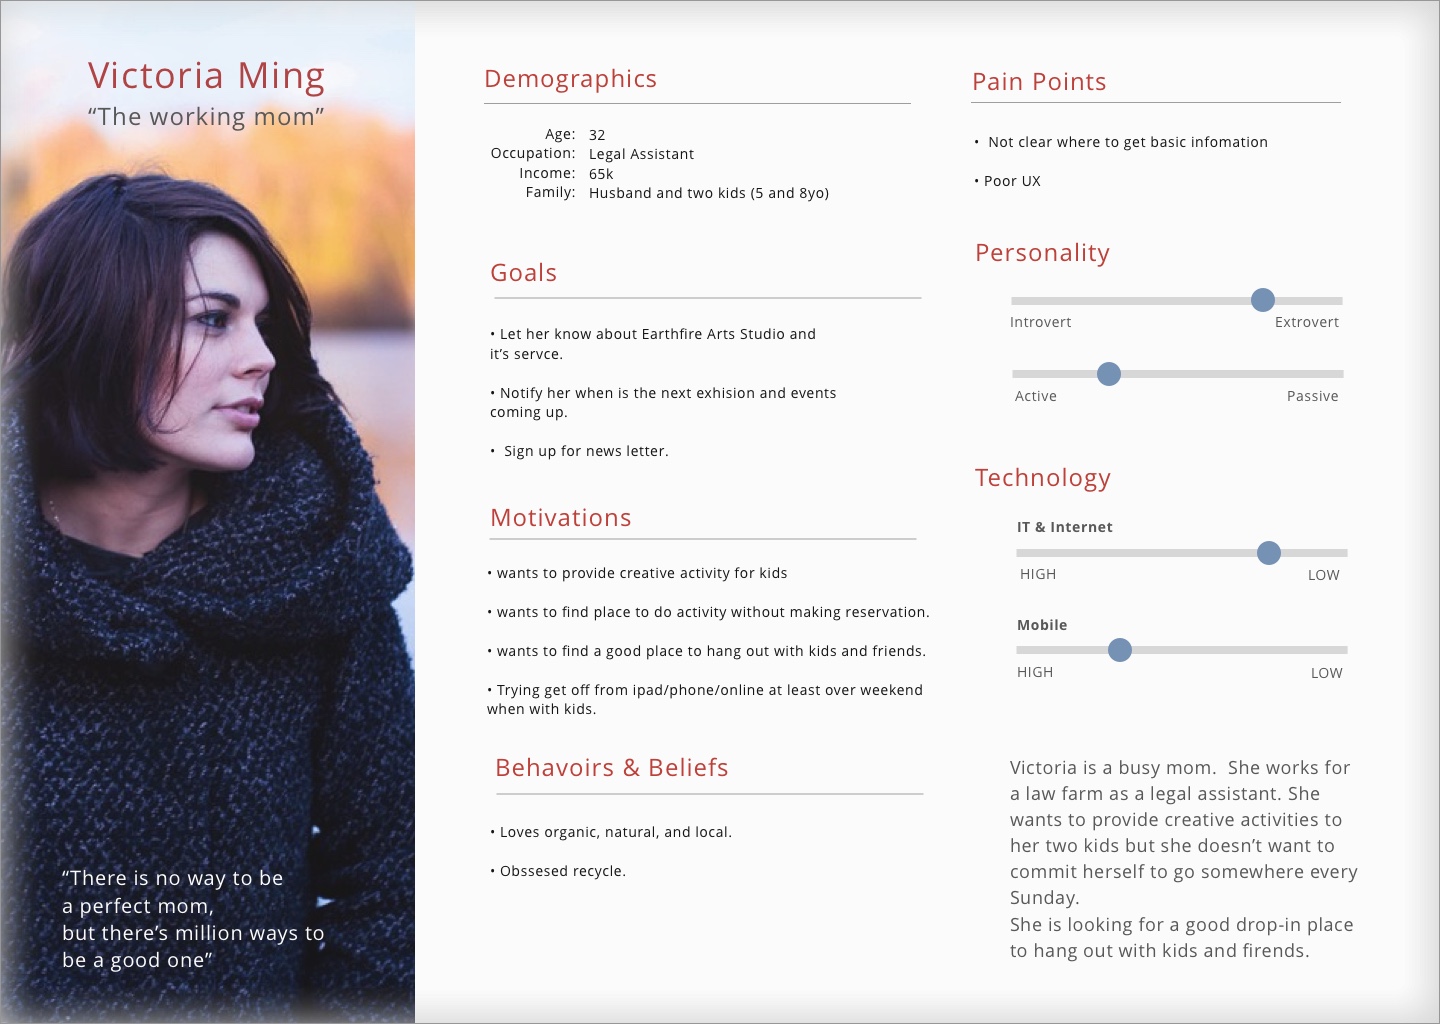 Victoria Ming
“The working mom”
“There is no way to be
a perfect mom,
but there’s million ways to
be a good one”
Demographics
Age: 32
Occupation: Legal Assistant
Income: 65k
Family: Husband and two kids (5 and 8yo)
Goals
• Let her know about Earthfire Arts Studio and
it’s servce.
• Notify her when is the next exhision and events
coming up.
• Sign up for news letter.
Motivations
• wants to provide creative activity for kids
• wants to find place to do activity without making reservation.
• wants to find a good place to hang out with kids and friends.
• Trying get off from ipad/phone/online at least over weekend
when with kids.
Behavoirs & Beliefs
• Loves organic, natural, and local.
• Obssesed recycle.
Pain Points
• Not clear where to get basic infomation
• Poor UX
Personality
Introvert Extrovert
Active Passive
Technology
IT & Internet
HIGH LOW
Mobile
HIGH LOW
Victoria is a busy mom. She works for
a law farm as a legal assistant. She
wants to provide creative activities to
her two kids but she doesn’t want to
commit herself to go somewhere every
Sunday.
She is looking for a good drop-in place
to hang out with kids and firends.